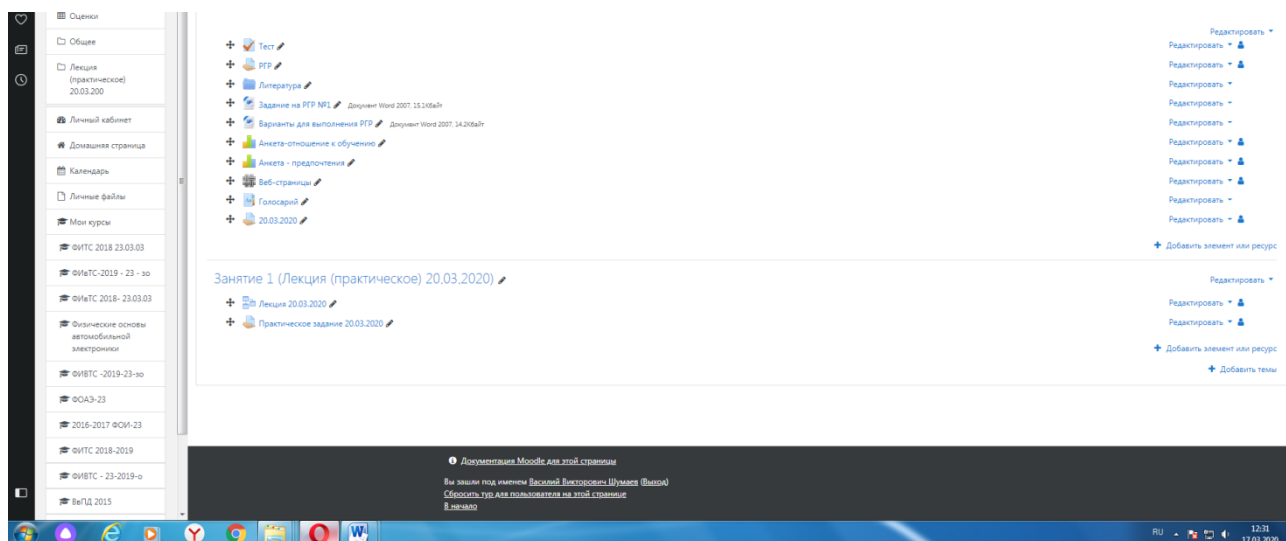 Оценки
Общее
Лекция
(практическое)
20.03.200
Личный кабинет
Домашняя страница
Календарь
Личные файлы
Мои курсы
ФИТС 2018 23.03.03
ФИвТС-2019 - 23 - зо
ФИвТС 2018- 23.03.03
Физические основы
автомобильной
электроники
ФИВТС -2019-23-зо
ФОАЭ-23
2016-2017 ФОИ-23
ФИТС 2018-2019
ФИВТС - 23-2019-о
ВвПД 2015
Редактировать
Тест Редактировать
РГР Редактировать
Литература Редактировать
Задание на РГР №1 Документ Word 2007, 15.1Кбайт Редактировать
Варианты для выполнения РГР Документ Word 2007, 14.2Кбайт Редактировать
Анкета-отношение к обучению Редактировать
Анкета - предпочтения Редактировать
Веб-страницы Редактировать
Голосарий Редактировать
20.03.2020 Редактировать
Добавить элемент или ресурс
Занятие 1 (Лекция (практическое) 20.03.2020) Редактировать
Лекция 20.03.2020 Редактировать
Практическое задание 20.03.2020 Редактировать
Добавить элемент или ресурс
Добавить темы
Документация Moodle для этой страницы
Вы зашли под именем Василий Викторович Шумаев (Выход)
Сбросить тур для пользователя на этой странице
В начало
RU 12:31
17.03.2020